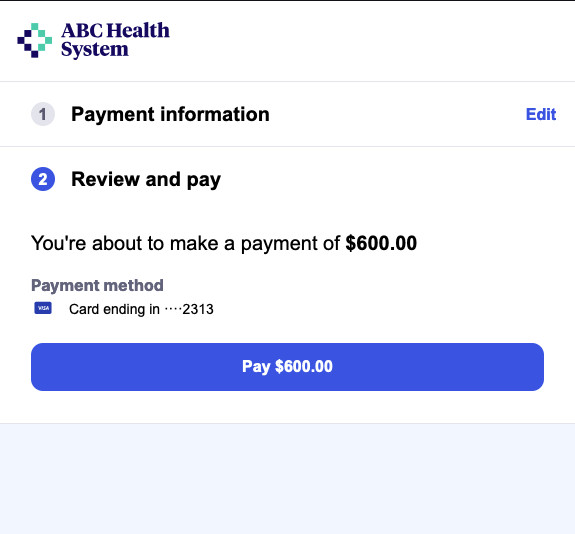 ABC Health
System
1 Payment information Edit
2 Review and pay
You're about to make a payment of $600.00
Payment method
VISA Card ending in ····2313
Pay $600.00